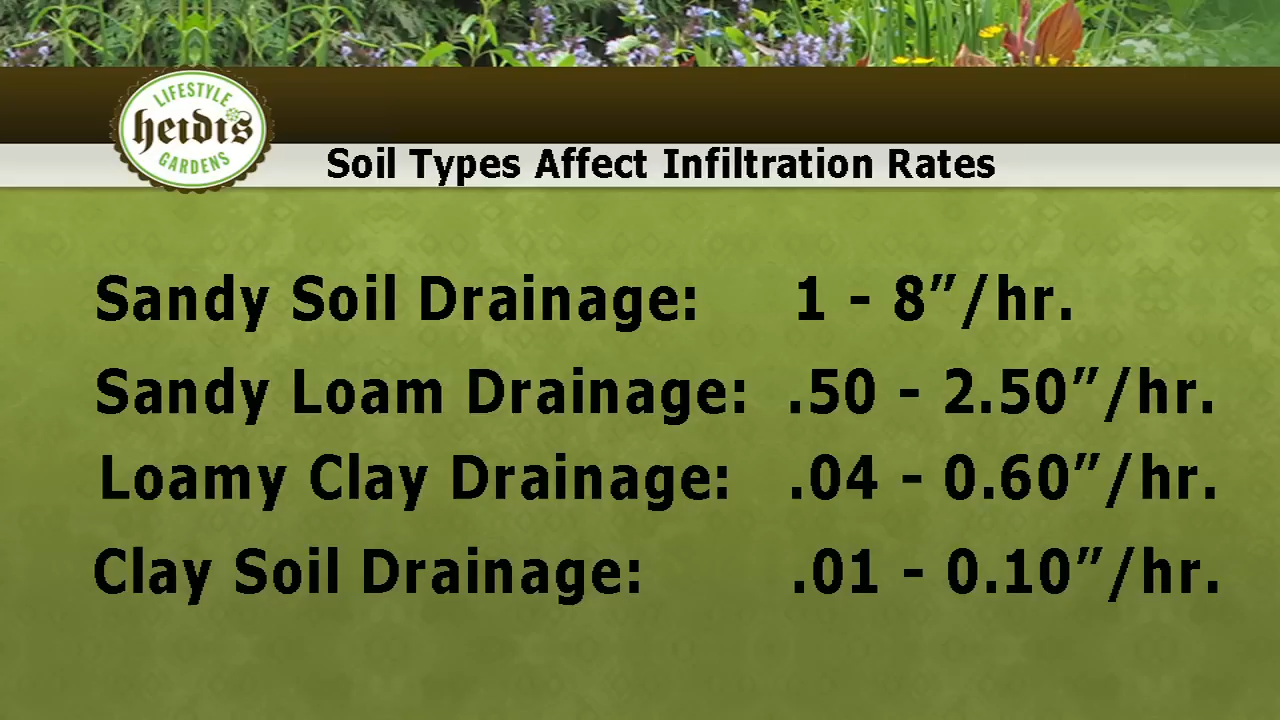 LIFESTYLE
heidis
GARDENS
Soil Types Affect Infiltration Rates
Sandy Soil Drainage: 1 - 8”/hr.
Sandy Loam Drainage: .50 - 2.50”/hr.
Loamy Clay Drainage: .04 - 0.60”/hr.
Clay Soil Drainage: .01 - 0.10”/hr.